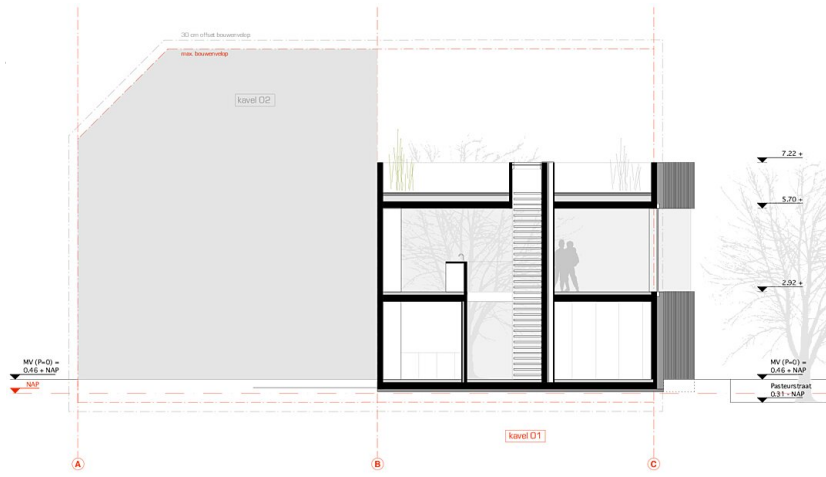 30 cm offset bouwenvelop
max. bouwenvelop
kavel 02
7.22 +
5.70 +
2.92 +
MV (P=0) =
0.46 + NAP
NAP
MV (P=0) =
0.46 + NAP
Pasteurstraat
0.31 - NAP
kavel 01
A
B
C